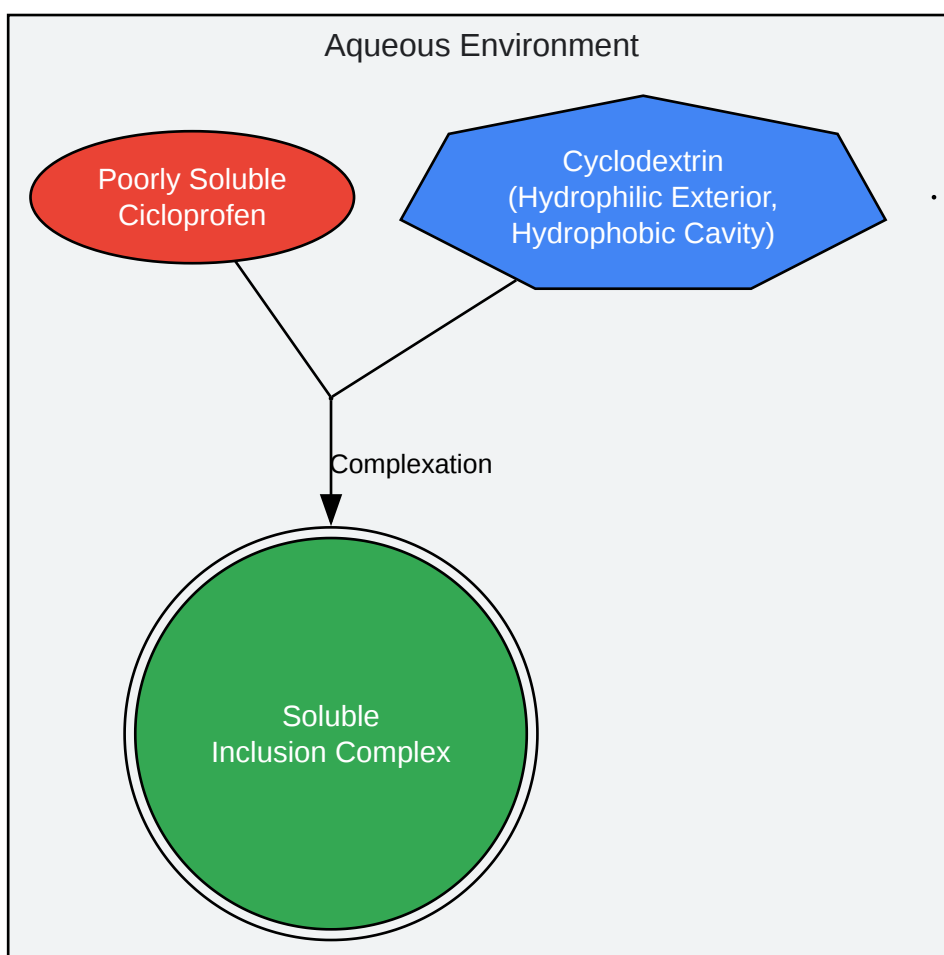 Aqueous Environment
Poorly Soluble
Cicloprofen
Cyclodextrin
(Hydrophilic Exterior,
Hydrophobic Cavity)
Complexation
Soluble
Inclusion Complex